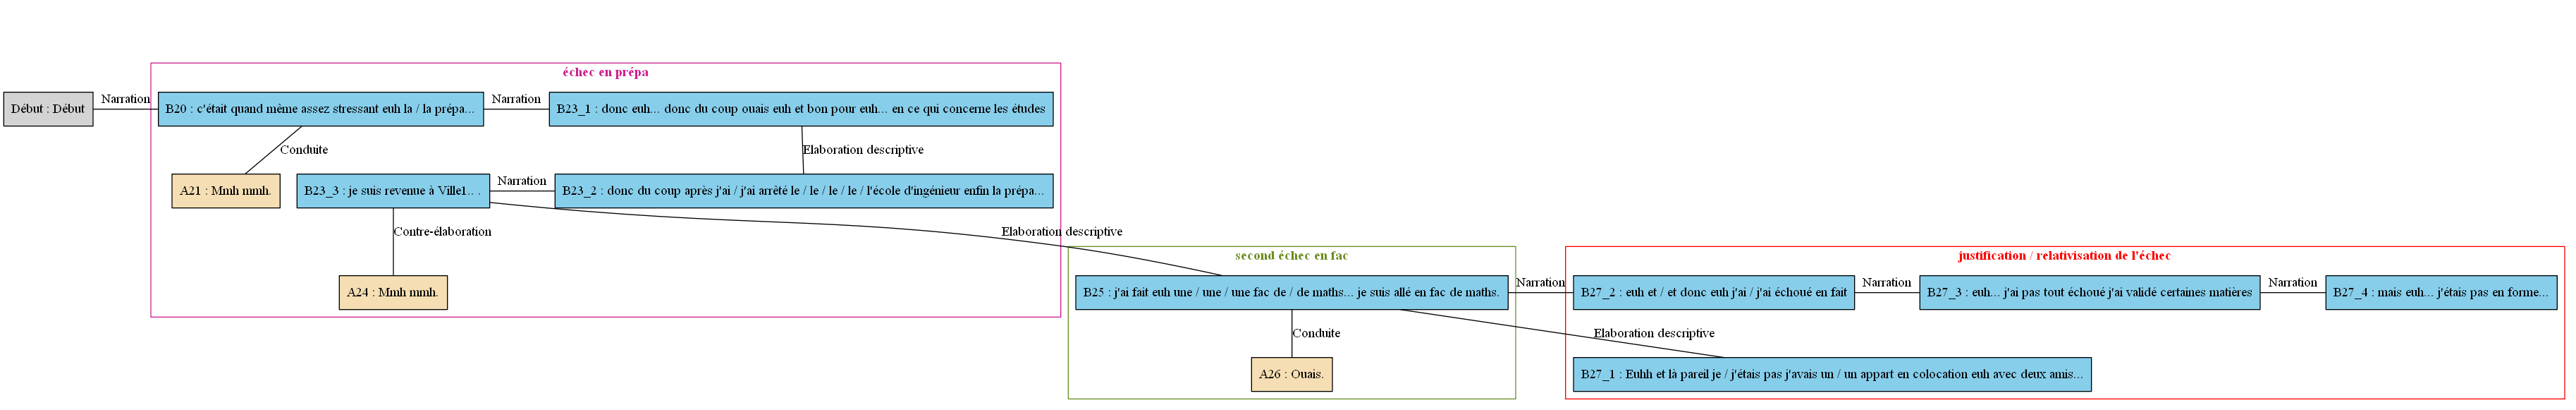 échec en prépa
Début : Début
Narration
B20 : c'était quand même assez stressant euh la / la prépa...
Narration
B23_1 : donc euh... donc du coup ouais euh et bon pour euh... en ce qui concerne les études
Conduite
Elaboration descriptive
A21 : Mmh mmh.
B23_3 : je suis revenue à Ville1.. .
Narration
B23_2 : donc du coup après j'ai / j'ai arrêté le / le / le / le / l'école d'ingénieur enfin la prépa...
Contre-élaboration
Elaboration descriptive
second échec en fac
justification / relativisation de l'échec
A24 : Mmh mmh.
B25 : j'ai fait euh une / une / une fac de / de maths... je suis allé en fac de maths.
Narration
B27_2 : euh et / et donc euh j'ai / j'ai échoué en fait
Narration
B27_3 : euh... j'ai pas tout échoué j'ai validé certaines matières
Narration
B27_4 : mais euh... j'étais pas en forme...
Conduite
Elaboration descriptive
A26 : Ouais.
B27_1 : Euhh et là pareil je / j'étais pas j'avais un / un appart en colocation euh avec deux amis...